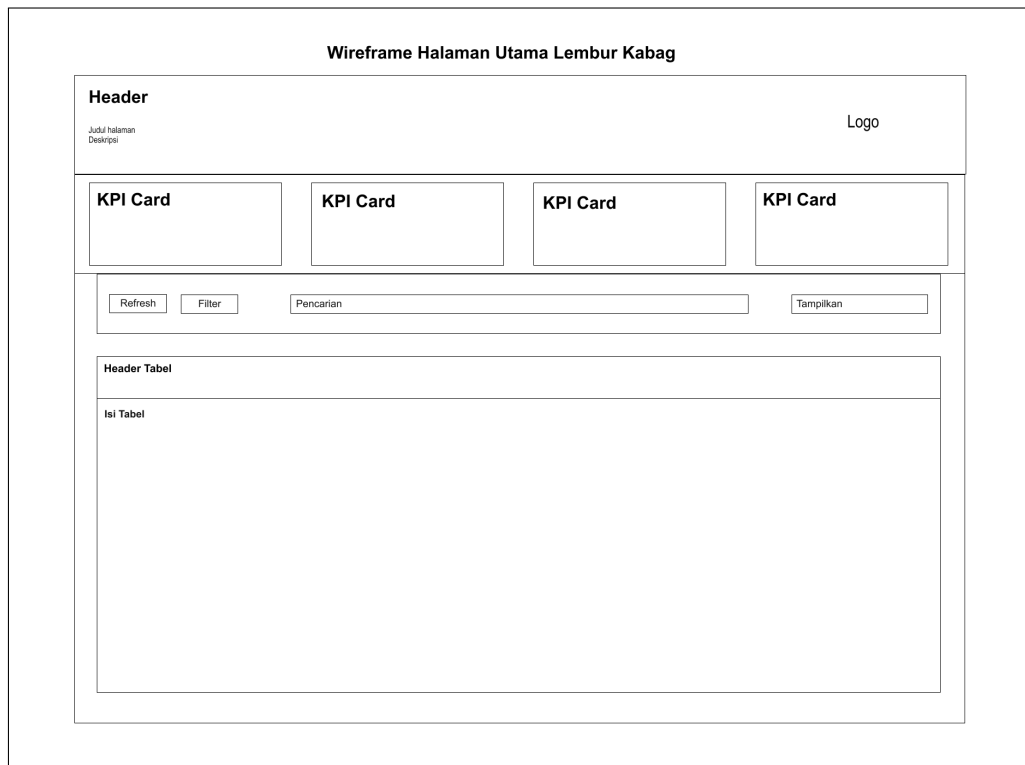 Wireframe Halaman Utama Lembur Kabag
Header
Judul halaman
Deskripsi
Logo
KPI Card
KPI Card
KPI Card
KPI Card
Refresh
Filter
Pencarian
Tampilkan
Header Tabel
Isi Tabel